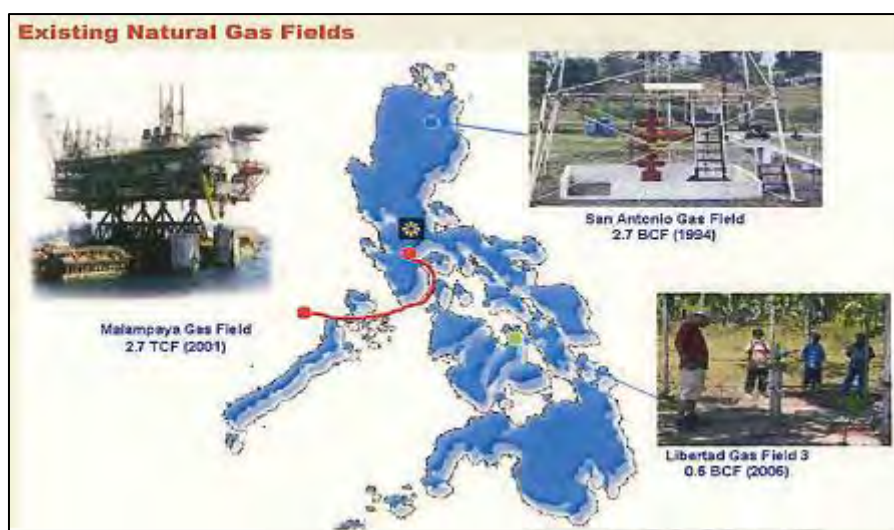 Existing Natural Gas Fields
San Antonio Gas Field
2.7 BCF (1994)
Malampaya Gas Field
2.7 TCF (2001)
Libertad Gas Field 3
0.6 BCF (2006)